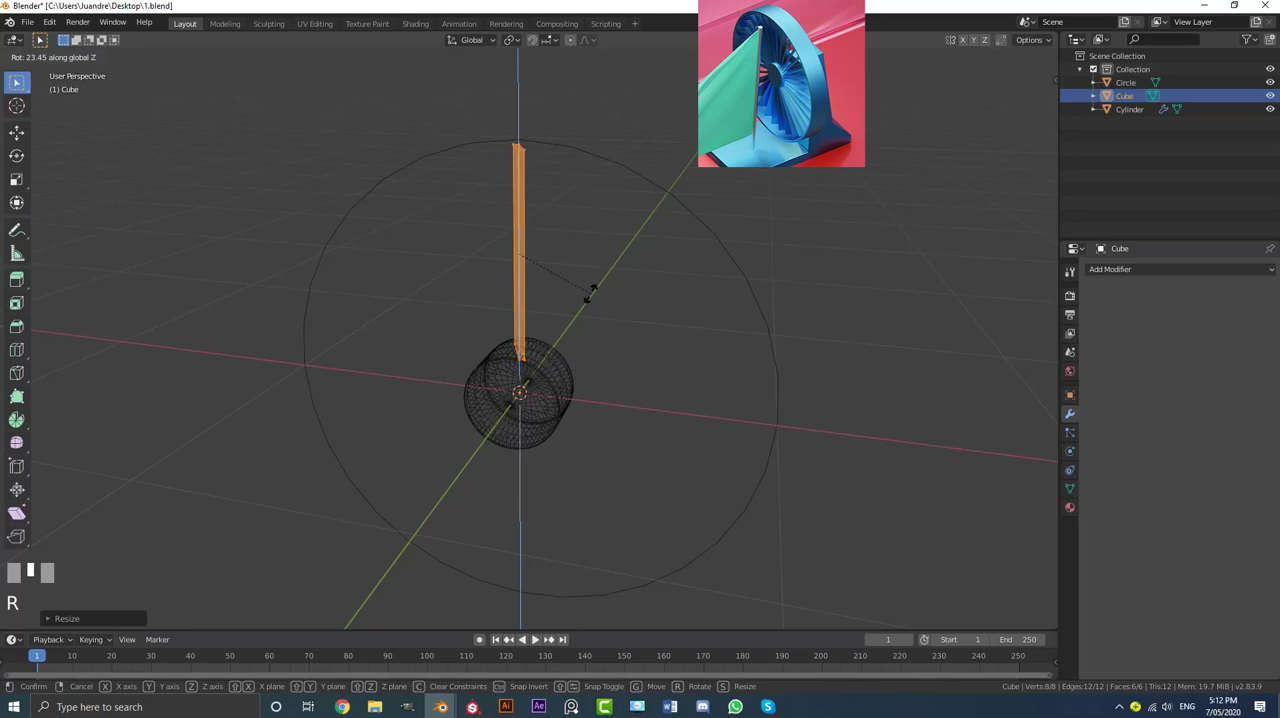 Blender* [C:\Users\Juandre\Desktop\1.blend]
File Edit Render Window Help Layout Modeling Sculpting UV Editing Texture Paint Shading Animation Rendering Compositing Scripting + Scene View Layer
Global X Y Z Options
Rot: 23.45 along global Z
User Perspective
(1) Cube
Scene Collection
Collection
Circle
Cube
Cylinder
Cube
Add Modifier
R
Resize
Playback Keying View Marker 1 Start 1 End 250
1 10 20 30 40 50 60 70 80 90 100 110 120 130 140 150 160 170 180 190 200 210 220 230 240 250
Confirm Cancel X X axis Y Y axis Z Z axis X X plane Y Y plane Z Z plane C Clear Constraints Ctrl Snap Invert Snap Toggle G Move R Rotate S Resize Cube | Verts:8/8 | Edges:12/12 | Faces:6/6 | Tris:12 | Mem: 19.7 MiB | v2.83.9
Type here to search Ai Ae W S 5:12 PM
7/05/2020